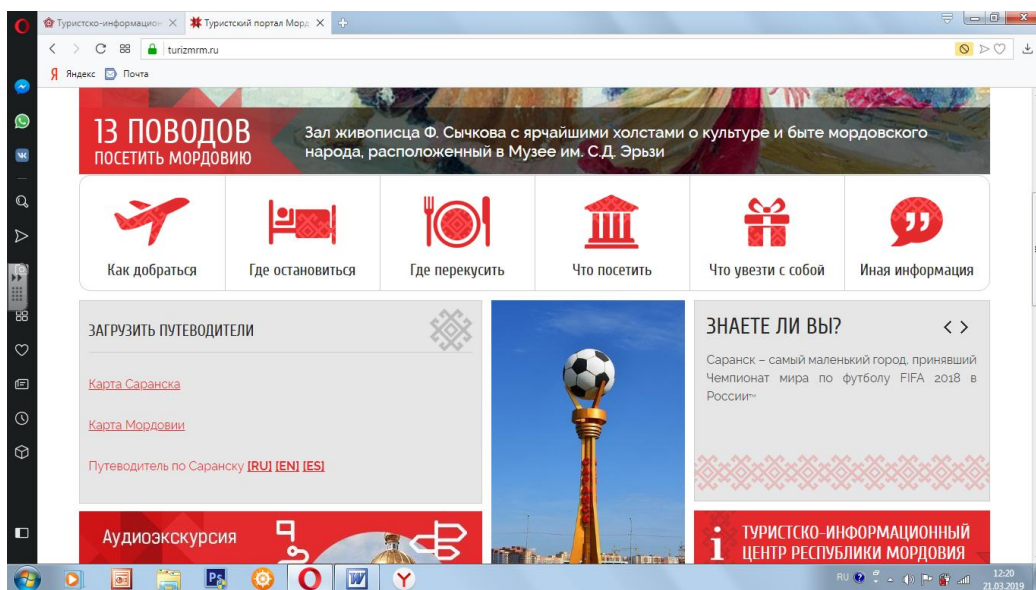 Туристско-информацион
Туристский портал Морд
turizmrm.ru
Яндекс
Почта
13 ПОВОДОВ
ПОСЕТИТЬ МОРДОВИЮ
Зал живописца Ф. Сычкова с ярчайшими холстами о культуре и быте мордовского
народа, расположенный в Музее им. С.Д. Эрьзи
Как добраться
Где остановиться
Где перекусить
Что посетить
Что увезти с собой
Иная информация
ЗАГРУЗИТЬ ПУТЕВОДИТЕЛИ
Карта Саранска
Карта Мордовии
Путеводитель по Саранску [RU] [EN] [ES]
ЗНАЕТЕ ЛИ ВЫ?
Саранск – самый маленький город, принявший
Чемпионат мира по футболу FIFA 2018 в
России™
Аудиоэкскурсия
i ТУРИСТСКО-ИНФОРМАЦИОННЫЙ
ЦЕНТР РЕСПУБЛИКИ МОРДОВИЯ
Ps
W
RU
12:20
21.03.2019